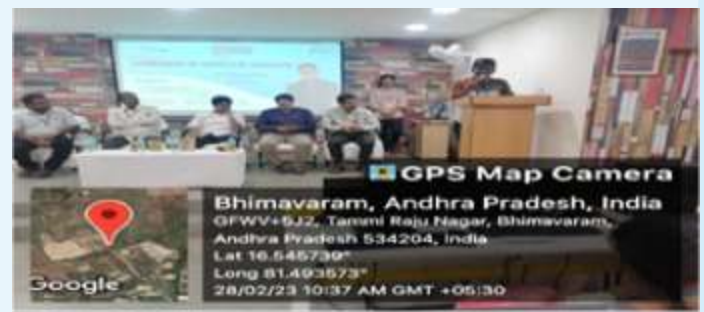 GPS Map Camera
Bhimavaram, Andhra Pradesh, India
GFWV+5J2, Tammi Raju Nagar, Bhimavaram,
Andhra Pradesh 534204, India
Lat 16.545739°
Long 81.493573°
28/02/23 10:37 AM GMT +05:30
Google